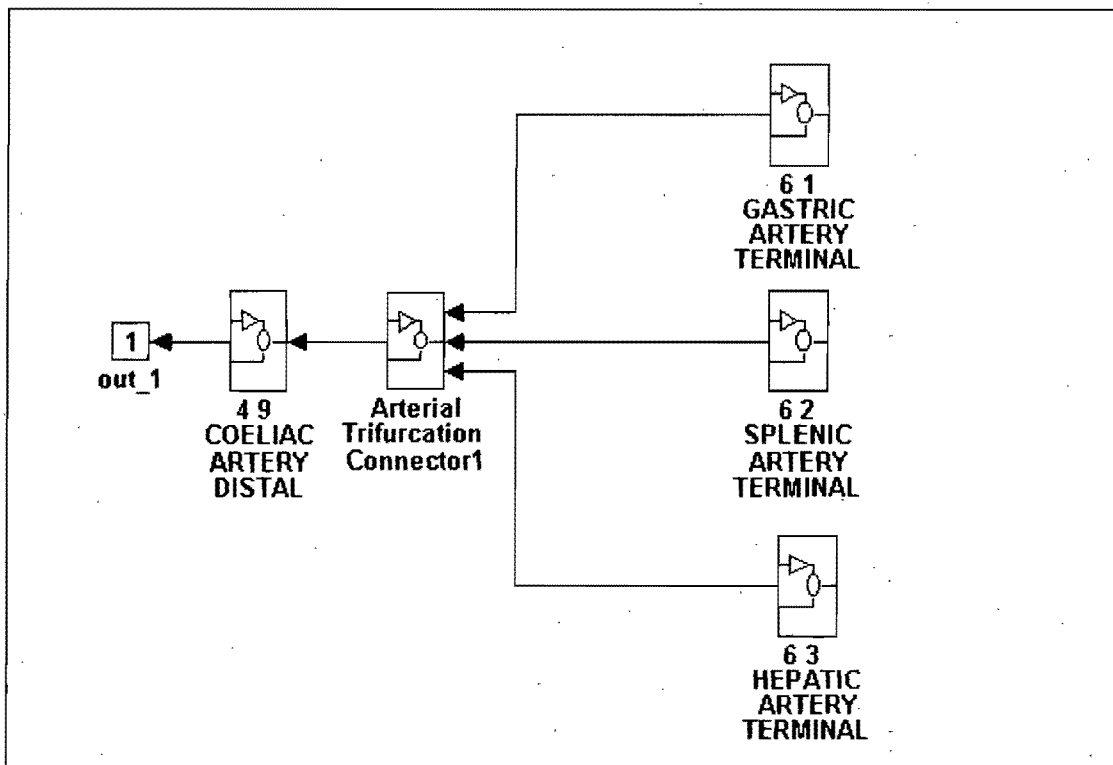 6 1
GASTRIC
ARTERY
TERMINAL
1
out_1
4 9
COELIAC
ARTERY
DISTAL
Arterial
Trifurcation
Connector1
6 2
SPLENIC
ARTERY
TERMINAL
6 3
HEPATIC
ARTERY
TERMINAL